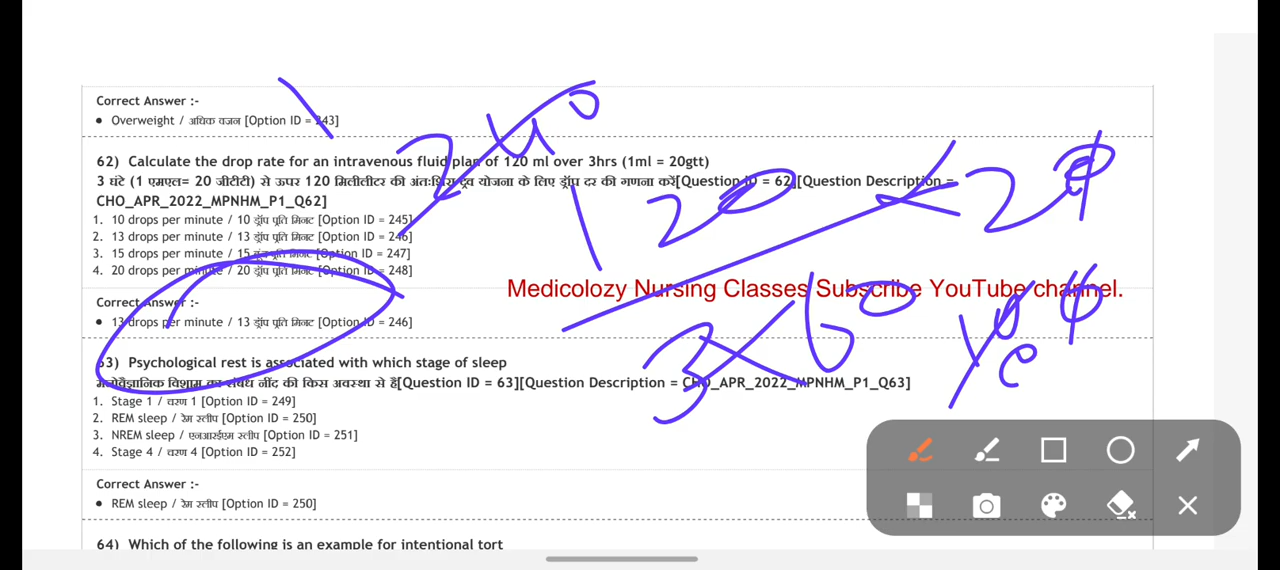 Correct Answer :-
• Overweight / अधिक वजन [Option ID = 243]
62) Calculate the drop rate for an intravenous fluid plan of 120 ml over 3hrs (1ml = 20gtt)
3 घंटे (1 एमएल= 20 जीटीटी) से ऊपर 120 मिलीलीटर की अंतःशिरा द्रव योजना के लिए ड्रॉप दर की गणना करें[Question ID = 62][Question Description =
CHO_APR_2022_MPNHM_P1_Q62]
1. 10 drops per minute / 10 ड्रॉप प्रति मिनट [Option ID = 245]
2. 13 drops per minute / 13 ड्रॉप प्रति मिनट [Option ID = 246]
3. 15 drops per minute / 15 बूंद प्रति मिनट [Option ID = 247]
4. 20 drops per minute / 20 ड्रॉप प्रति मिनट [Option ID = 248]
240
120 × 20
3 × 60
Medicolozy Nursing Classes Subscribe YouTube channel.
Correct Answer :-
• 13 drops per minute / 13 ड्रॉप प्रति मिनट [Option ID = 246]
63) Psychological rest is associated with which stage of sleep
मनोवैज्ञानिक विश्राम का संबंध नींद की किस अवस्था से है[Question ID = 63][Question Description = CHO_APR_2022_MPNHM_P1_Q63]
1. Stage 1 / चरण 1 [Option ID = 249]
2. REM sleep / रेम स्लीप [Option ID = 250]
3. NREM sleep / एनआरईएम स्लीप [Option ID = 251]
4. Stage 4 / चरण 4 [Option ID = 252]
Correct Answer :-
• REM sleep / रेम स्लीप [Option ID = 250]
64) Which of the following is an example for intentional tort